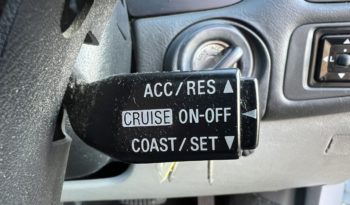 ACC/RES ▲
CRUISE ON-OFF ◀
COAST/SET ▼